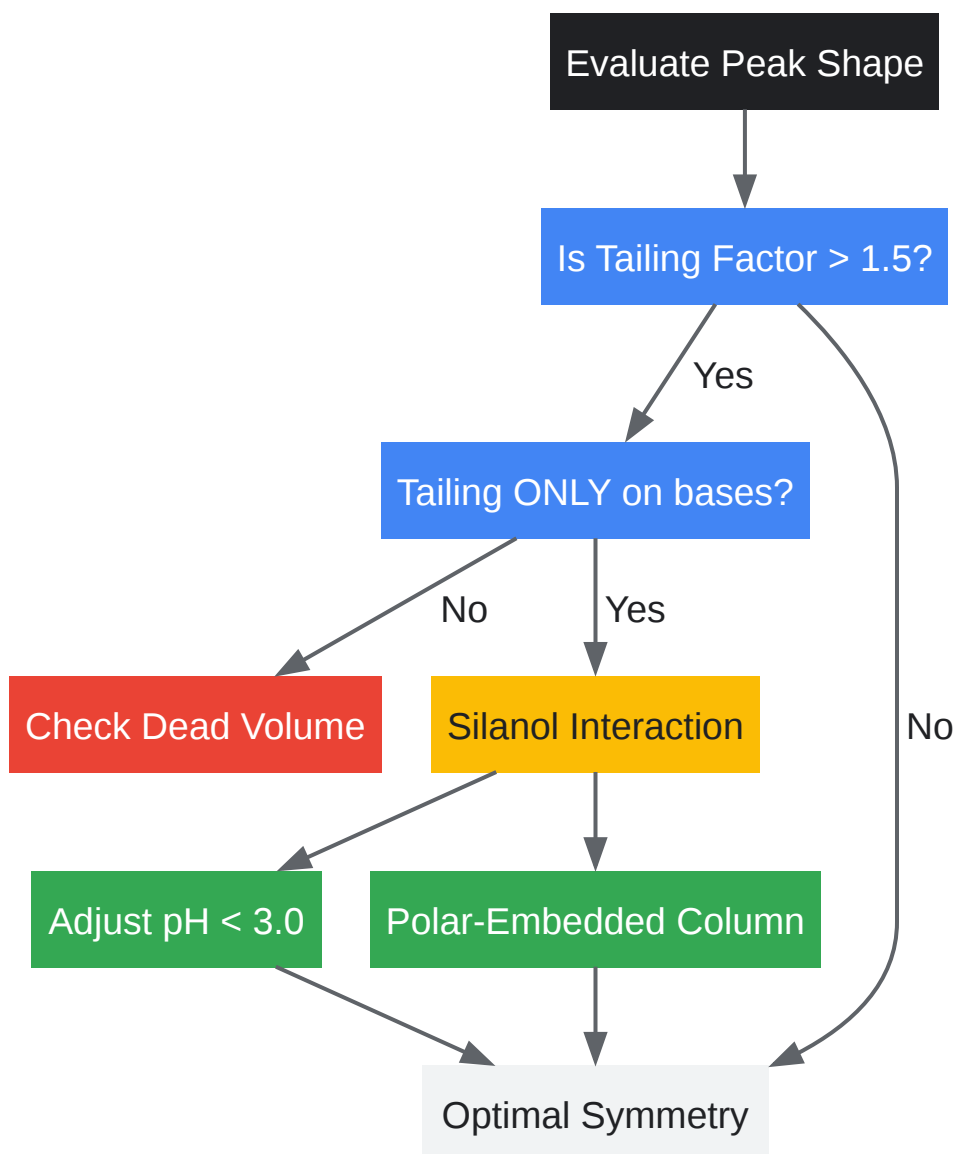 Evaluate Peak Shape
Is Tailing Factor > 1.5?
Yes
Tailing ONLY on bases?
No
Yes
Check Dead Volume
Silanol Interaction
No
Adjust pH < 3.0
Polar-Embedded Column
Optimal Symmetry